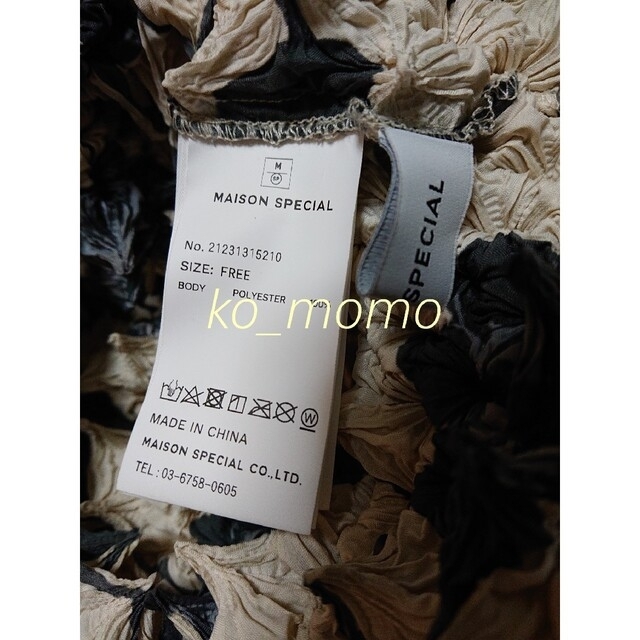 M
SP
MAISON SPECIAL
No. 21231315210
SIZE: FREE
BODY POLYESTER 100%
W
MADE IN CHINA
MAISON SPECIAL CO.,LTD.
TEL : 03-6758-0605
SPECIAL
ko_momo